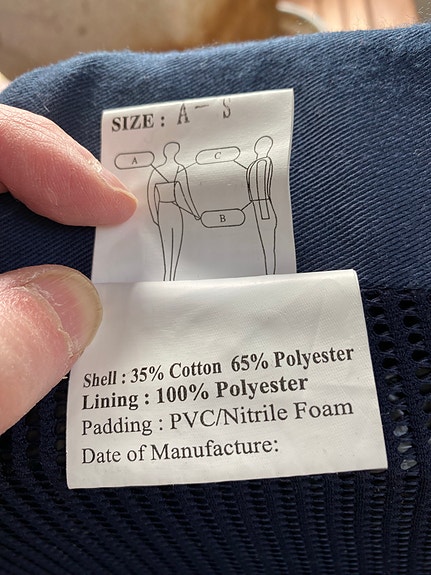 SIZE : A - S
A
C
B
Shell : 35% Cotton 65% Polyester
Lining : 100% Polyester
Padding : PVC/Nitrile Foam
Date of Manufacture: